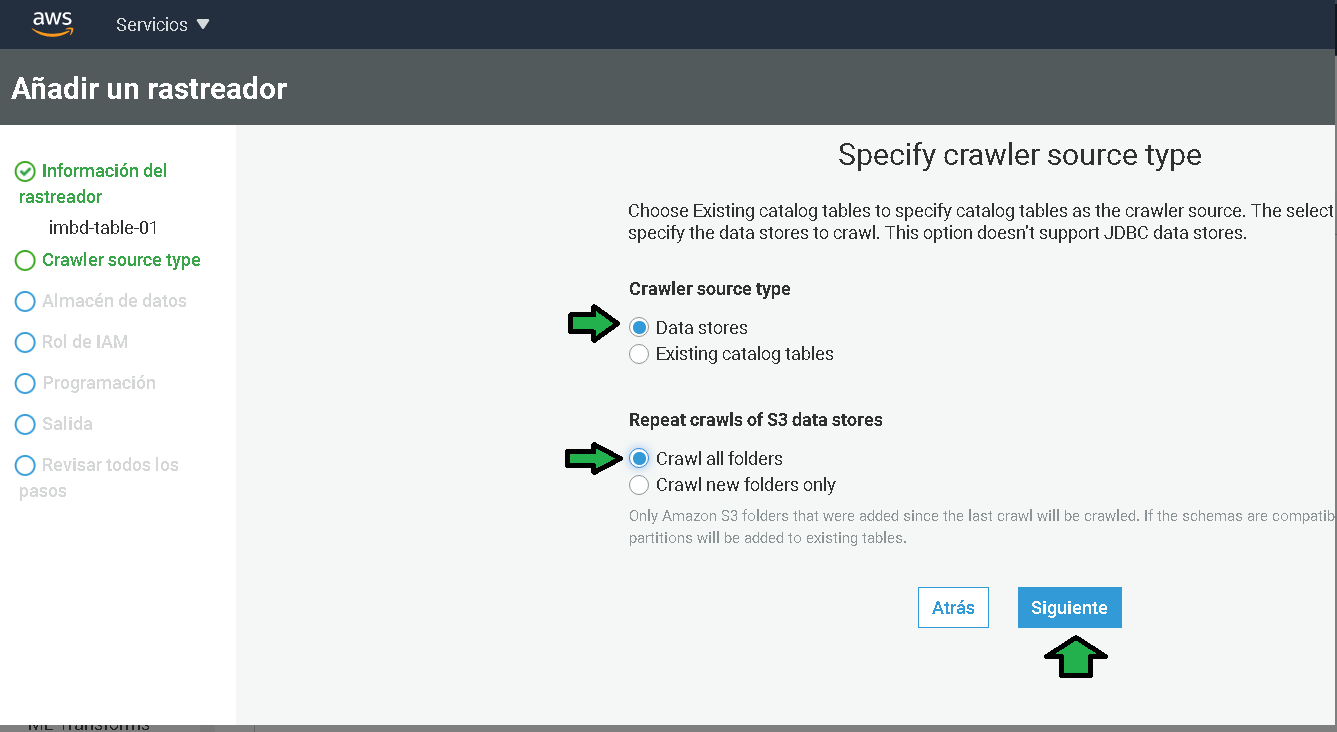 aws
Servicios
Añadir un rastreador
Información del
rastreador
imbd-table-01
Crawler source type
Almacén de datos
Rol de IAM
Programación
Salida
Revisar todos los
pasos
Specify crawler source type
Choose Existing catalog tables to specify catalog tables as the crawler source. The select
specify the data stores to crawl. This option doesn't support JDBC data stores.
Crawler source type
Data stores
Existing catalog tables
Repeat crawls of S3 data stores
Crawl all folders
Crawl new folders only
Only Amazon S3 folders that were added since the last crawl will be crawled. If the schemas are compatib
partitions will be added to existing tables.
Atrás
Siguiente
ML Transforms